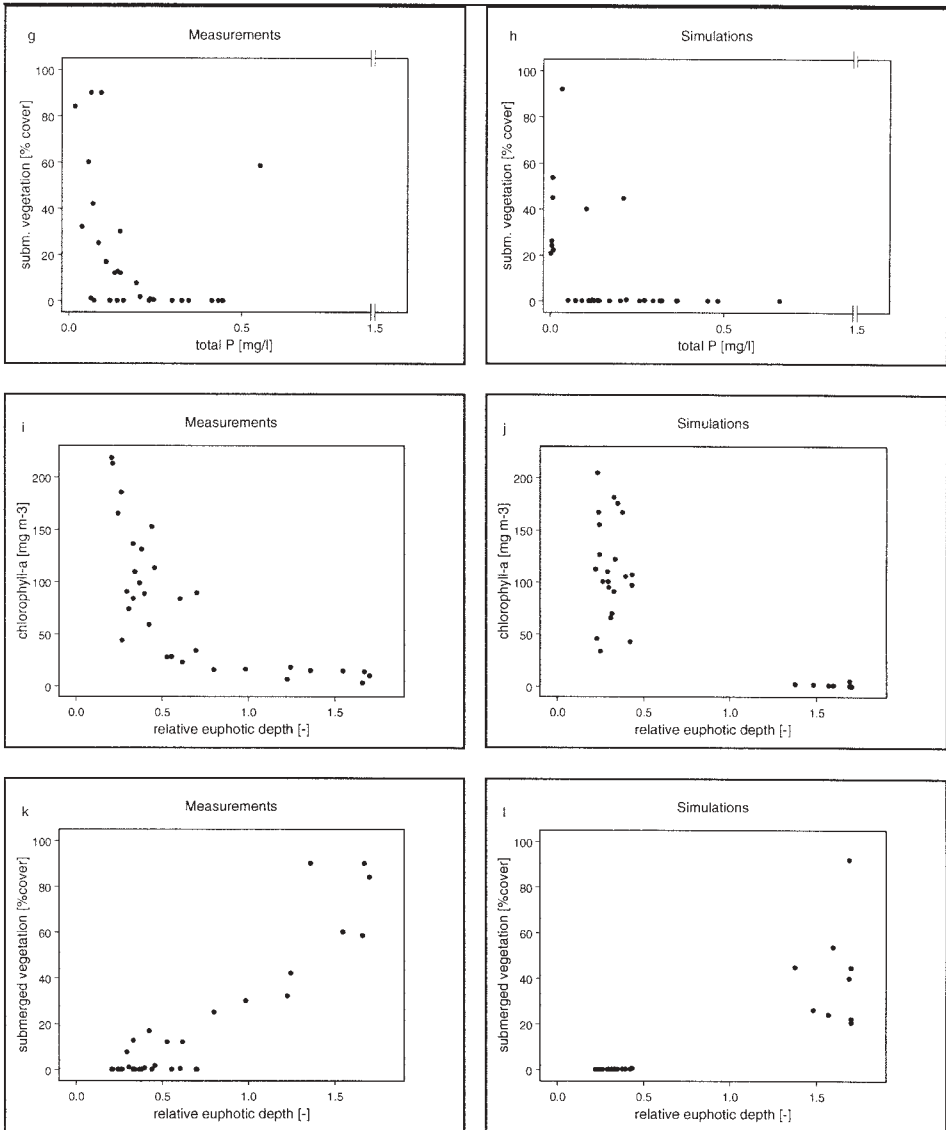 g
Measurements
100
80
60
40
20
0
subm. vegetation [% cover]
0.0
0.5
1.5
total P [mg/l]
h
Simulations
100
80
60
40
20
0
subm. vegetation [% cover]
0.0
0.5
1.5
total P [mg/l]
i
Measurements
200
150
100
50
0
chlorophyll-a [mg m-3]
0.0
0.5
1.0
1.5
relative euphotic depth [-]
j
Simulations
200
150
100
50
0
chlorophyll-a [mg m-3]
0.0
0.5
1.0
1.5
relative euphotic depth [-]
k
Measurements
100
80
60
40
20
0
submerged vegetation [%cover]
0.0
0.5
1.0
1.5
relative euphotic depth [-]
l
Simulations
100
80
60
40
20
0
submerged vegetation [%cover]
0.0
0.5
1.0
1.5
relative euphotic depth [-]